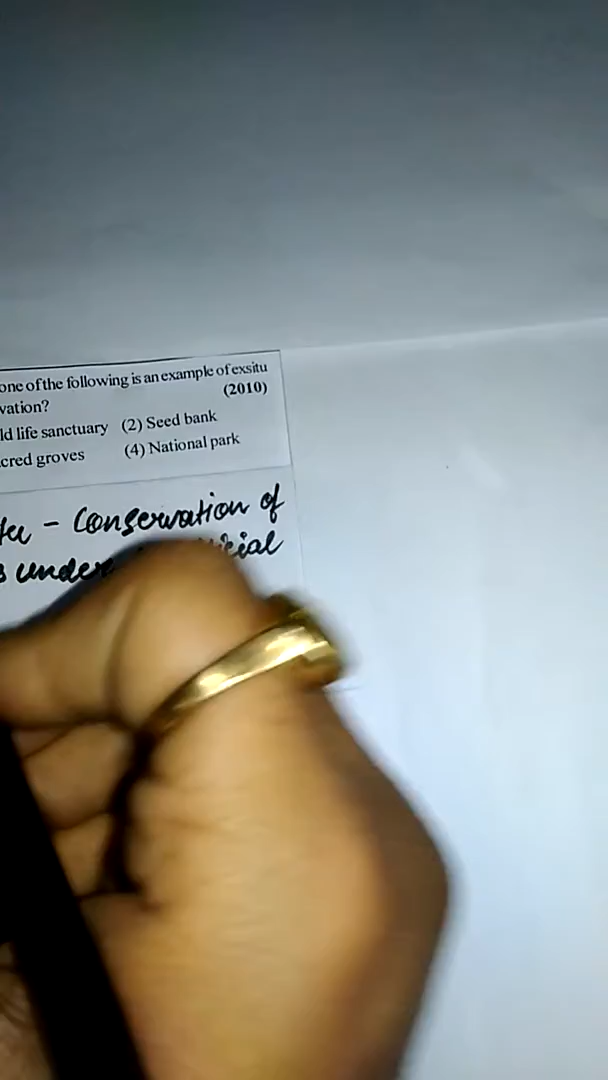 one of the following is an example of exsitu
vation? (2010)
ld life sanctuary (2) Seed bank
cred groves (4) National park
tu - Conservation of
s under